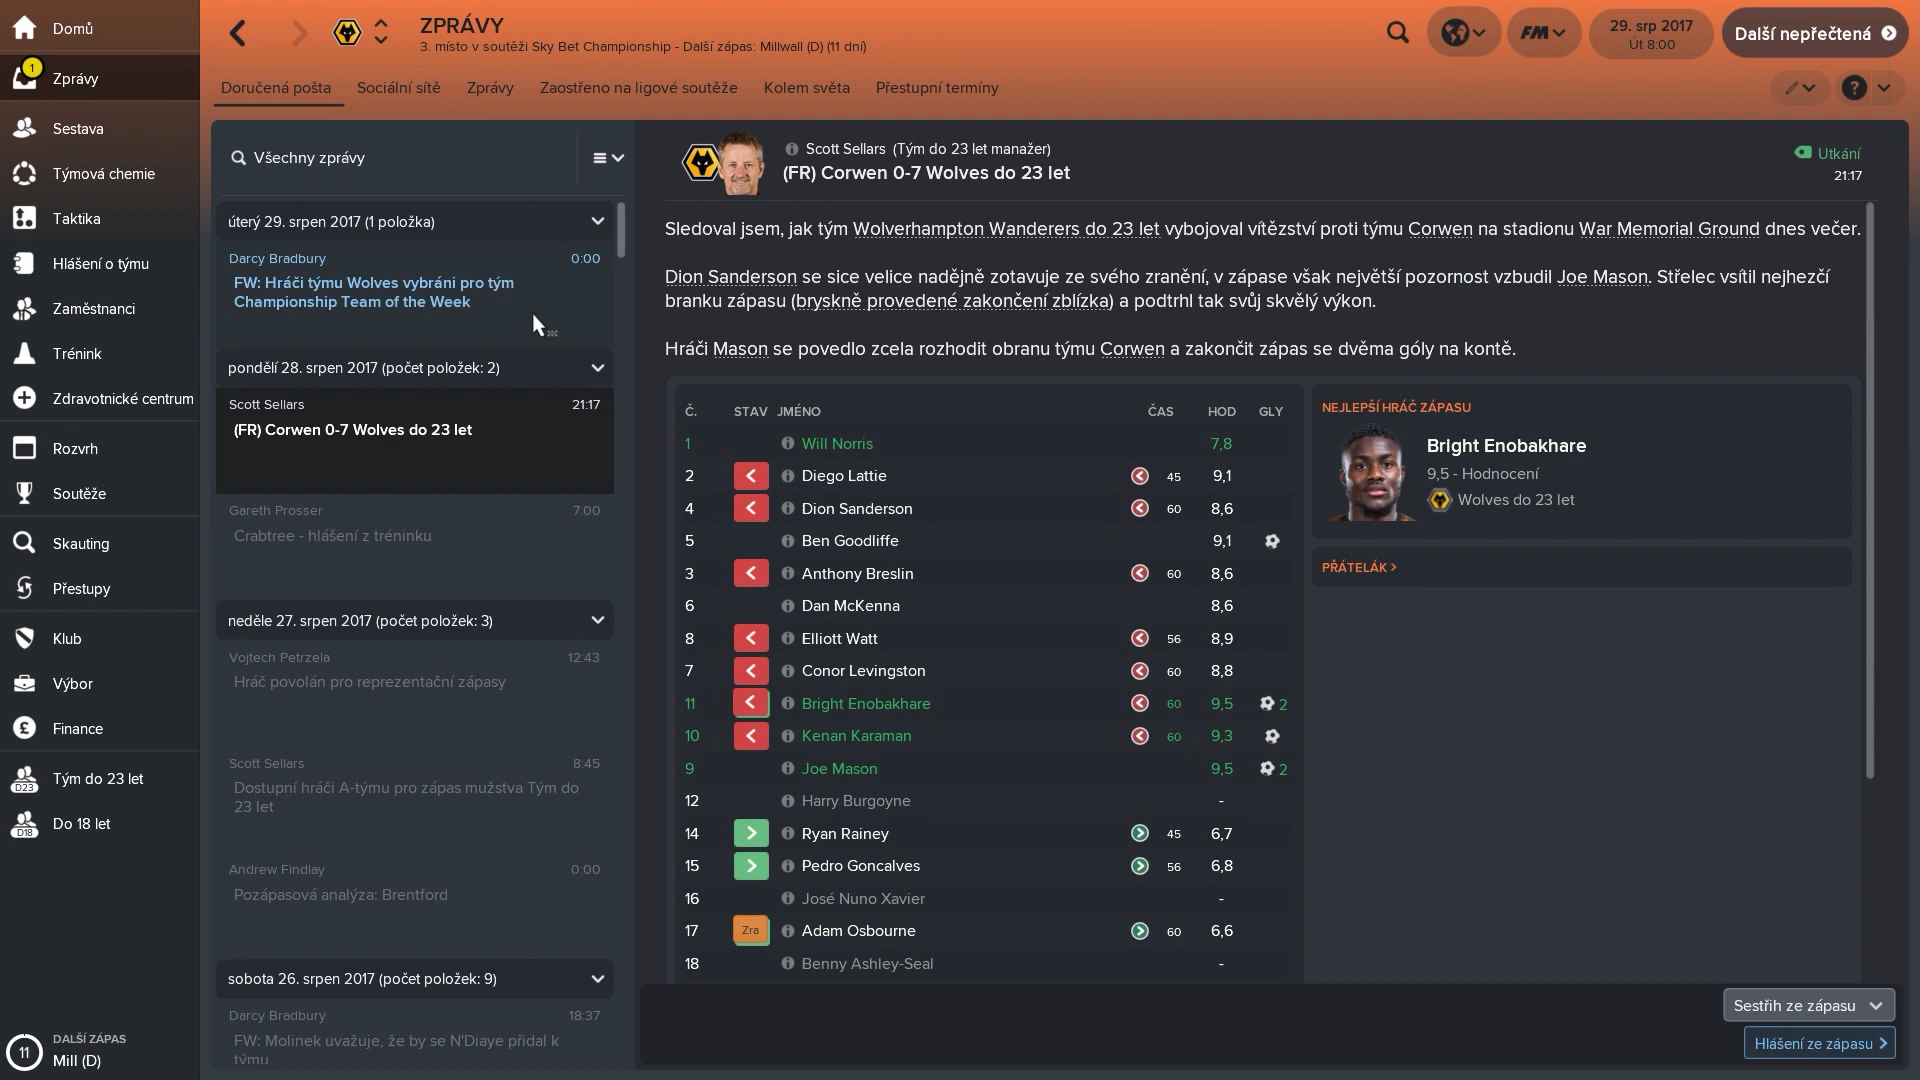 Domů
1
Zprávy
Sestava
Týmová chemie
Taktika
Hlášení o týmu
Zaměstnanci
Trénink
Zdravotnické centrum
Rozvrh
Soutěže
Skauting
Přestupy
Klub
Výbor
Finance
D23 Tým do 23 let
D18 Do 18 let
DALŠÍ ZÁPAS
11 Mill (D)
ZPRÁVY
3. místo v soutěži Sky Bet Championship - Další zápas: Millwall (D) (11 dní)
FM
29. srp 2017
Út 8:00
Další nepřečtená
Doručená pošta Sociální sítě Zprávy Zaostřeno na ligové soutěže Kolem světa Přestupní termíny
?
Všechny zprávy
úterý 29. srpen 2017 (1 položka)
Darcy Bradbury 0:00
FW: Hráči týmu Wolves vybráni pro tým
Championship Team of the Week
pondělí 28. srpen 2017 (počet položek: 2)
Scott Sellars 21:17
(FR) Corwen 0-7 Wolves do 23 let
Gareth Prosser 7:00
Crabtree - hlášení z tréninku
neděle 27. srpen 2017 (počet položek: 3)
Vojtech Petrzela 12:43
Hráč povolán pro reprezentační zápasy
Scott Sellars 8:45
Dostupní hráči A-týmu pro zápas mužstva Tým do
23 let
Andrew Findlay 0:00
Pozápasová analýza: Brentford
sobota 26. srpen 2017 (počet položek: 9)
Darcy Bradbury 18:37
FW: Molinek uvažuje, že by se N'Diaye přidal k
týmu
Scott Sellars (Tým do 23 let manažer)
(FR) Corwen 0-7 Wolves do 23 let
Utkání
21:17
Sledoval jsem, jak tým Wolverhampton Wanderers do 23 let vybojoval vítězství proti týmu Corwen na stadionu War Memorial Ground dnes večer.
Dion Sanderson se sice velice nadějně zotavuje ze svého zranění, v zápase však největší pozornost vzbudil Joe Mason. Střelec vsítil nejhezčí
branku zápasu (bryskně provedené zakončení zblízka) a podtrhl tak svůj skvělý výkon.
Hráči Mason se povedlo zcela rozhodit obranu týmu Corwen a zakončit zápas se dvěma góly na kontě.
Č. STAV JMÉNO ČAS HOD GLY
1 Will Norris 7,8
2 Diego Lattie 45 9,1
4 Dion Sanderson 60 8,6
5 Ben Goodliffe 9,1
3 Anthony Breslin 60 8,6
6 Dan McKenna 8,6
8 Elliott Watt 56 8,9
7 Conor Levingston 60 8,8
11 Bright Enobakhare 60 9,5 2
10 Kenan Karaman 60 9,3
9 Joe Mason 9,5 2
12 Harry Burgoyne -
14 Ryan Rainey 45 6,7
15 Pedro Goncalves 56 6,8
16 José Nuno Xavier -
17 Zra Adam Osbourne 60 6,6
18 Benny Ashley-Seal -
NEJLEPŠÍ HRÁČ ZÁPASU
Bright Enobakhare
9,5 - Hodnocení
Wolves do 23 let
PŘÁTELÁK >
Sestřih ze zápasu
Hlášení ze zápasu